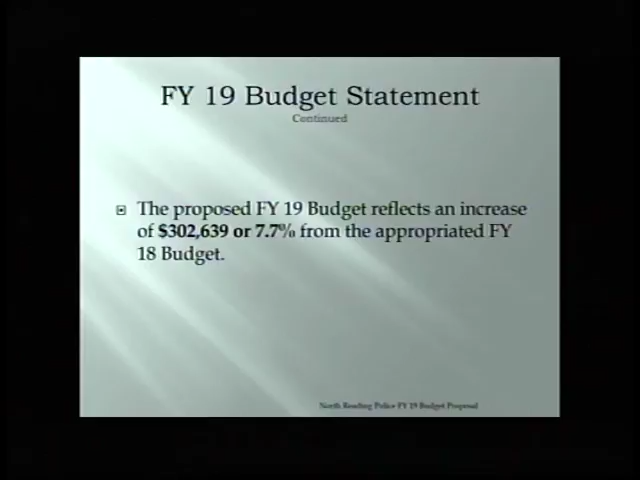 FY 19 Budget Statement
Continued
The proposed FY 19 Budget reflects an increase
of $302,639 or 7.7% from the appropriated FY
18 Budget.
North Reading Police FY 19 Budget Proposal